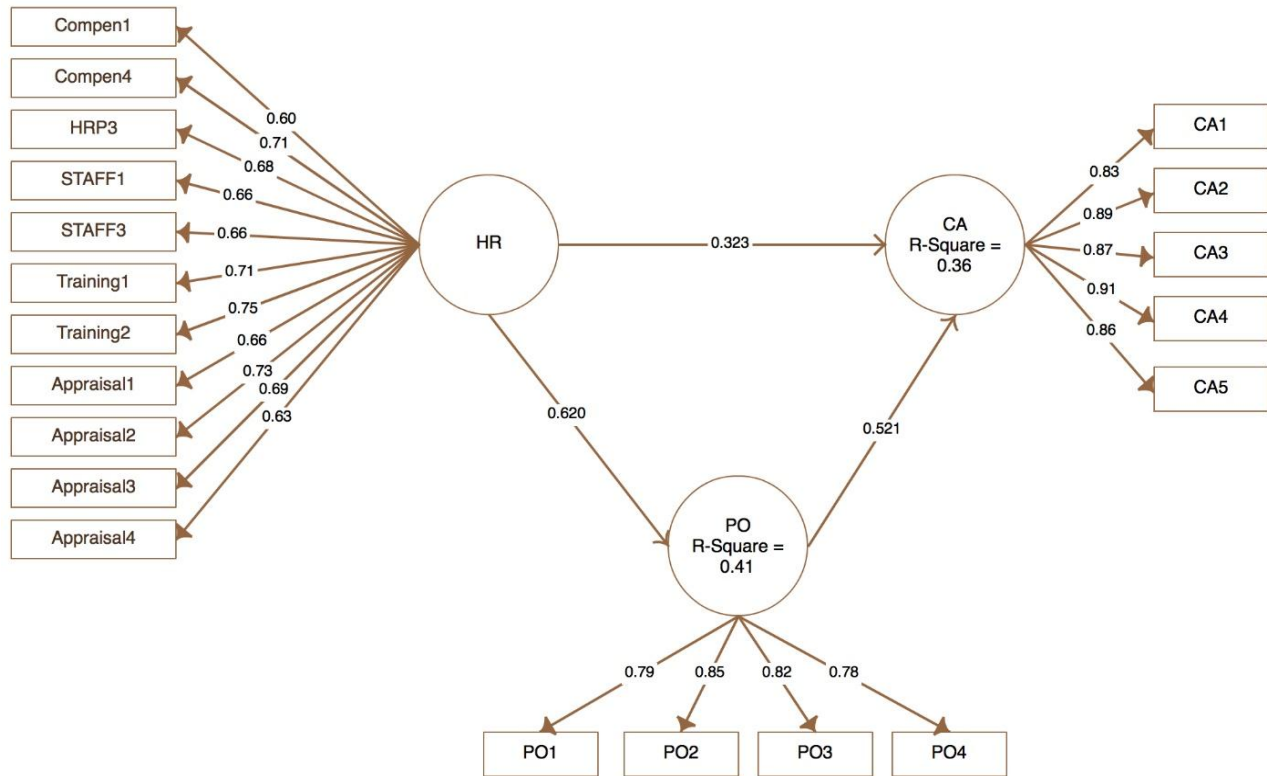 Compen1
Compen4
HRP3
STAFF1
STAFF3
Training1
Training2
Appraisal1
Appraisal2
Appraisal3
Appraisal4
0.60
0.71
0.68
0.66
0.66
0.71
0.75
0.66
0.73
0.69
0.63
HR
0.323
0.620
CA
R-Square =
0.36
0.521
PO
R-Square =
0.41
0.83
0.89
0.87
0.91
0.86
CA1
CA2
CA3
CA4
CA5
0.79
0.85
0.82
0.78
PO1
PO2
PO3
PO4